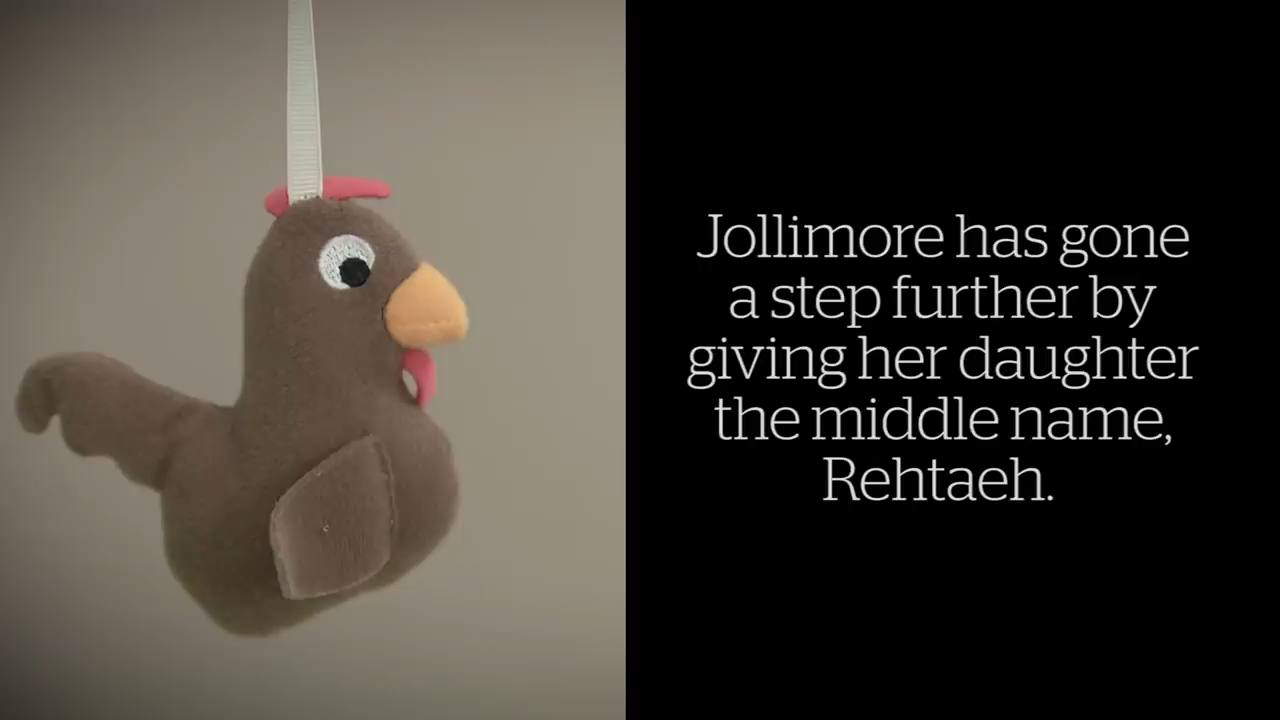 Jollimore has gone
a step further by
giving her daughter
the middle name,
Rehtaeh.